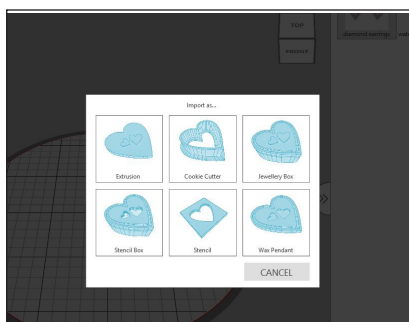 TOP
FRONT
diamond earrings
Import as...
Extrusion
Cookie Cutter
Jewellery Box
Stencil Box
Stencil
Wax Pendant
CANCEL